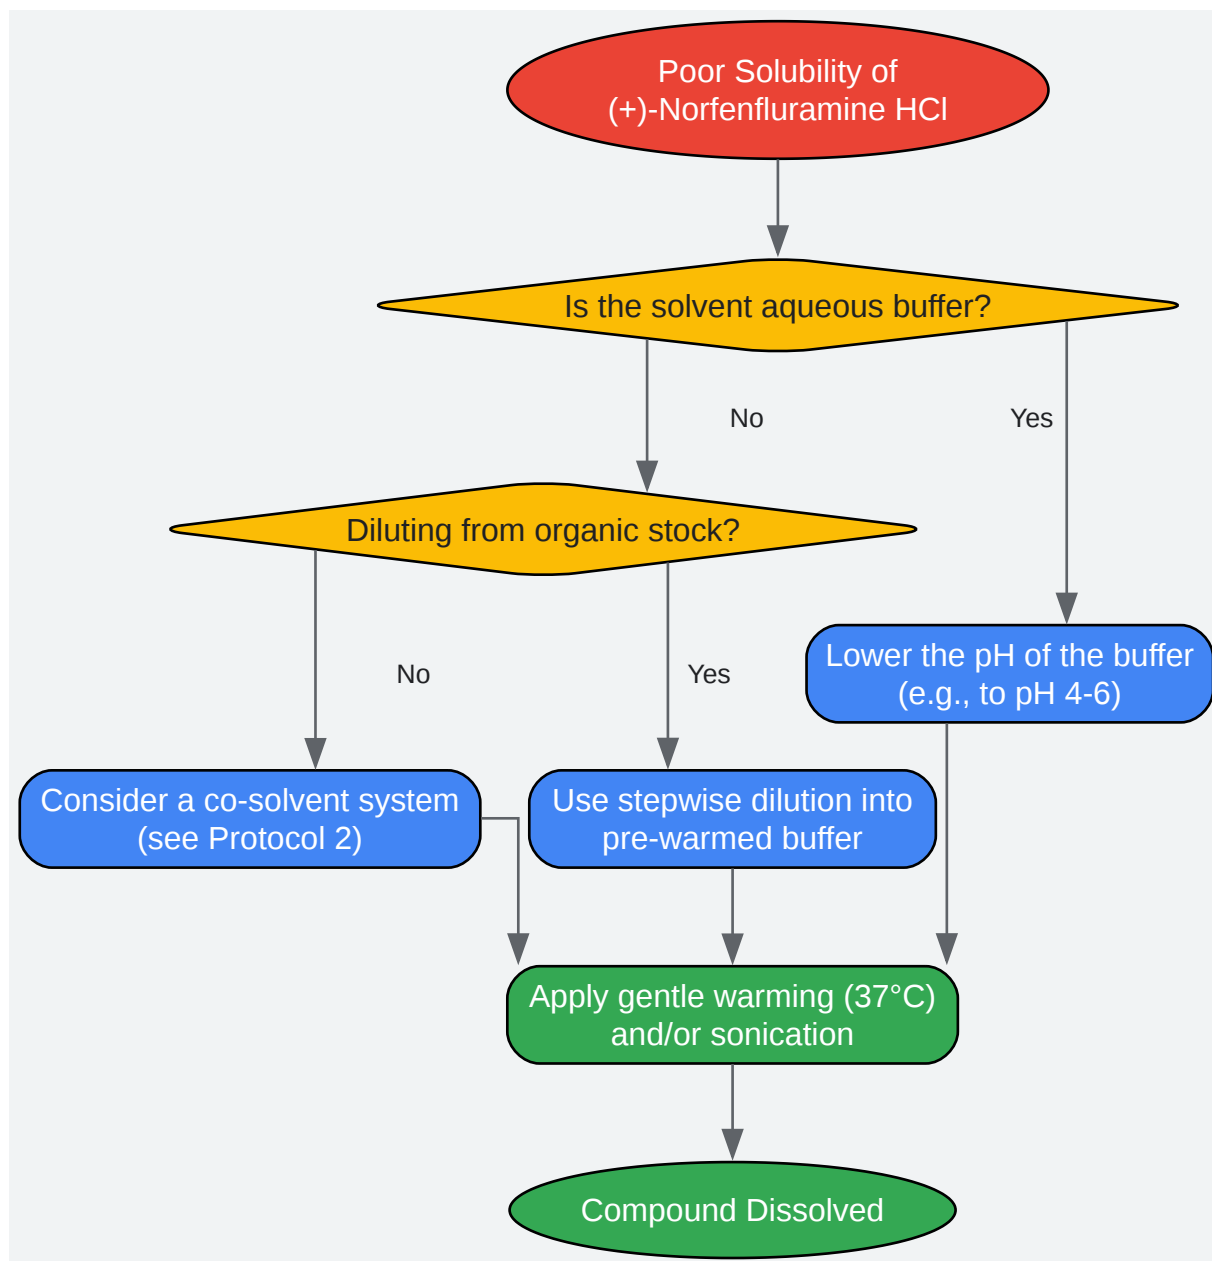 Poor Solubility of
(+)-Norfenfluramine HCl
Is the solvent aqueous buffer?
No
Yes
Diluting from organic stock?
No
Yes
Lower the pH of the buffer
(e.g., to pH 4-6)
Consider a co-solvent system
(see Protocol 2)
Use stepwise dilution into
pre-warmed buffer
Apply gentle warming (37°C)
and/or sonication
Compound Dissolved